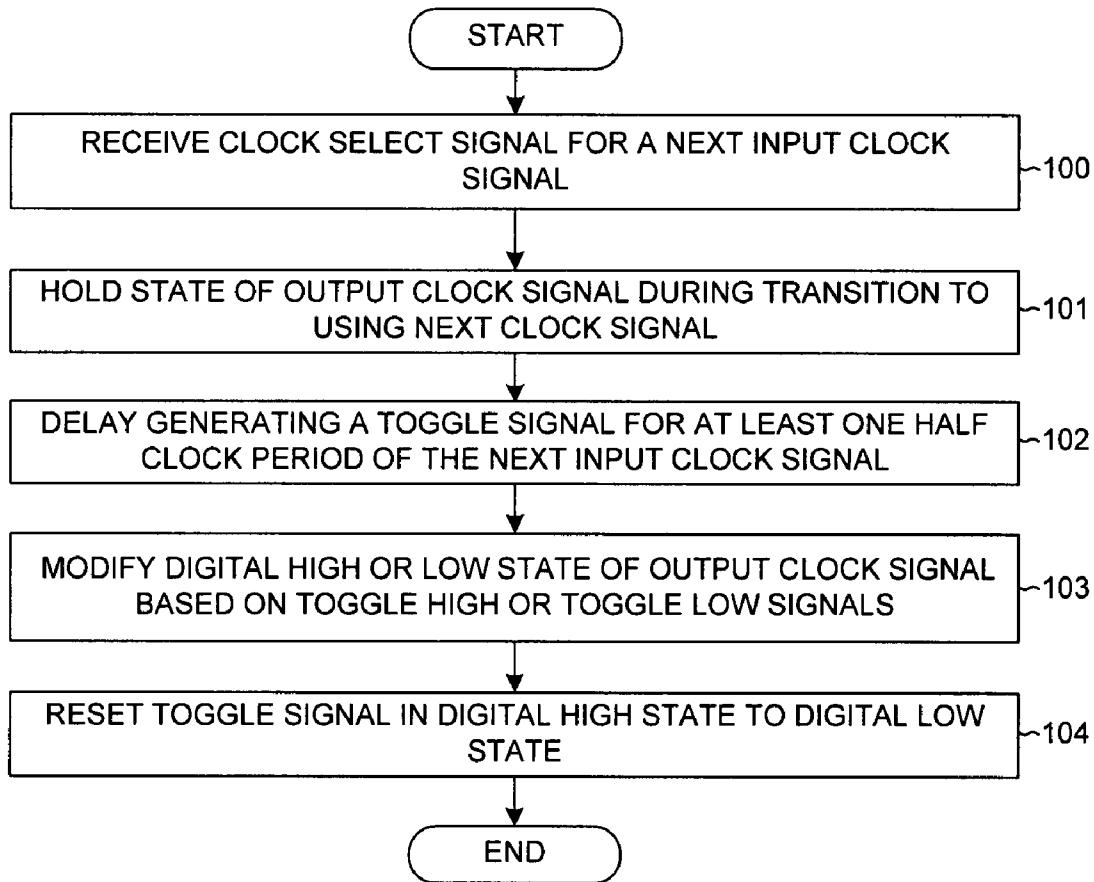 START
RECEIVE CLOCK SELECT SIGNAL FOR A NEXT INPUT CLOCK
SIGNAL
100
HOLD STATE OF OUTPUT CLOCK SIGNAL DURING TRANSITION TO
USING NEXT CLOCK SIGNAL
101
DELAY GENERATING A TOGGLE SIGNAL FOR AT LEAST ONE HALF
CLOCK PERIOD OF THE NEXT INPUT CLOCK SIGNAL
102
MODIFY DIGITAL HIGH OR LOW STATE OF OUTPUT CLOCK SIGNAL
BASED ON TOGGLE HIGH OR TOGGLE LOW SIGNALS
103
RESET TOGGLE SIGNAL IN DIGITAL HIGH STATE TO DIGITAL LOW
STATE
104
END